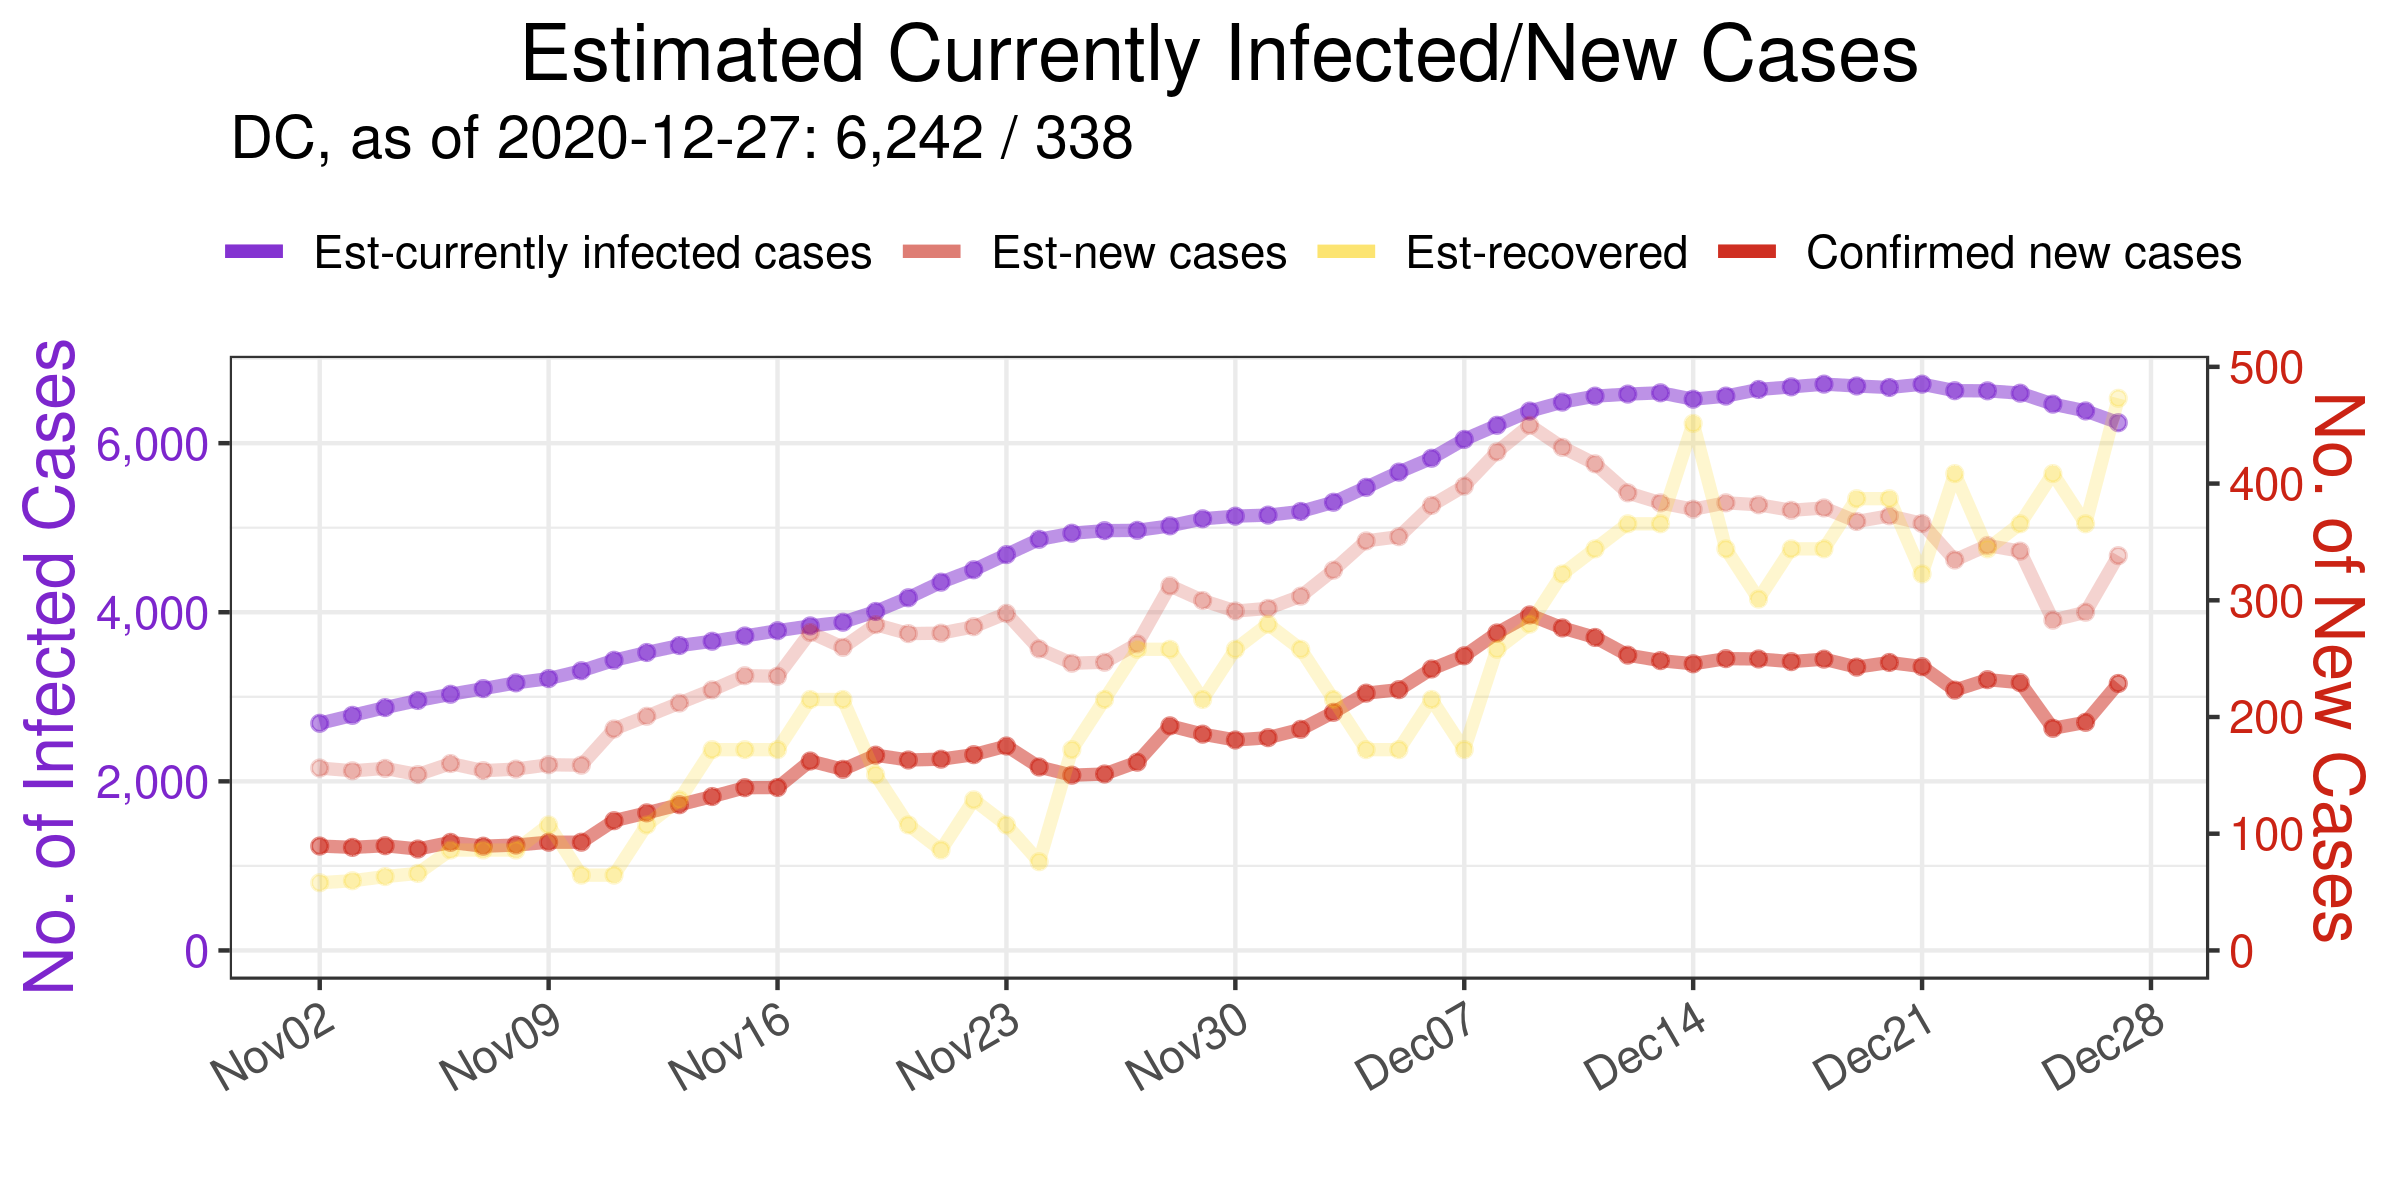 Estimated Currently Infected/New Cases
DC, as of 2020-12-27: 6,242 / 338
Est-currently infected cases Est-new cases Est-recovered Confirmed new cases
No. of Infected Cases
6,000
4,000
2,000
0
500
400
300
200
100
0
No. of New Cases
Nov02 Nov09 Nov16 Nov23 Nov30 Dec07 Dec14 Dec21 Dec28